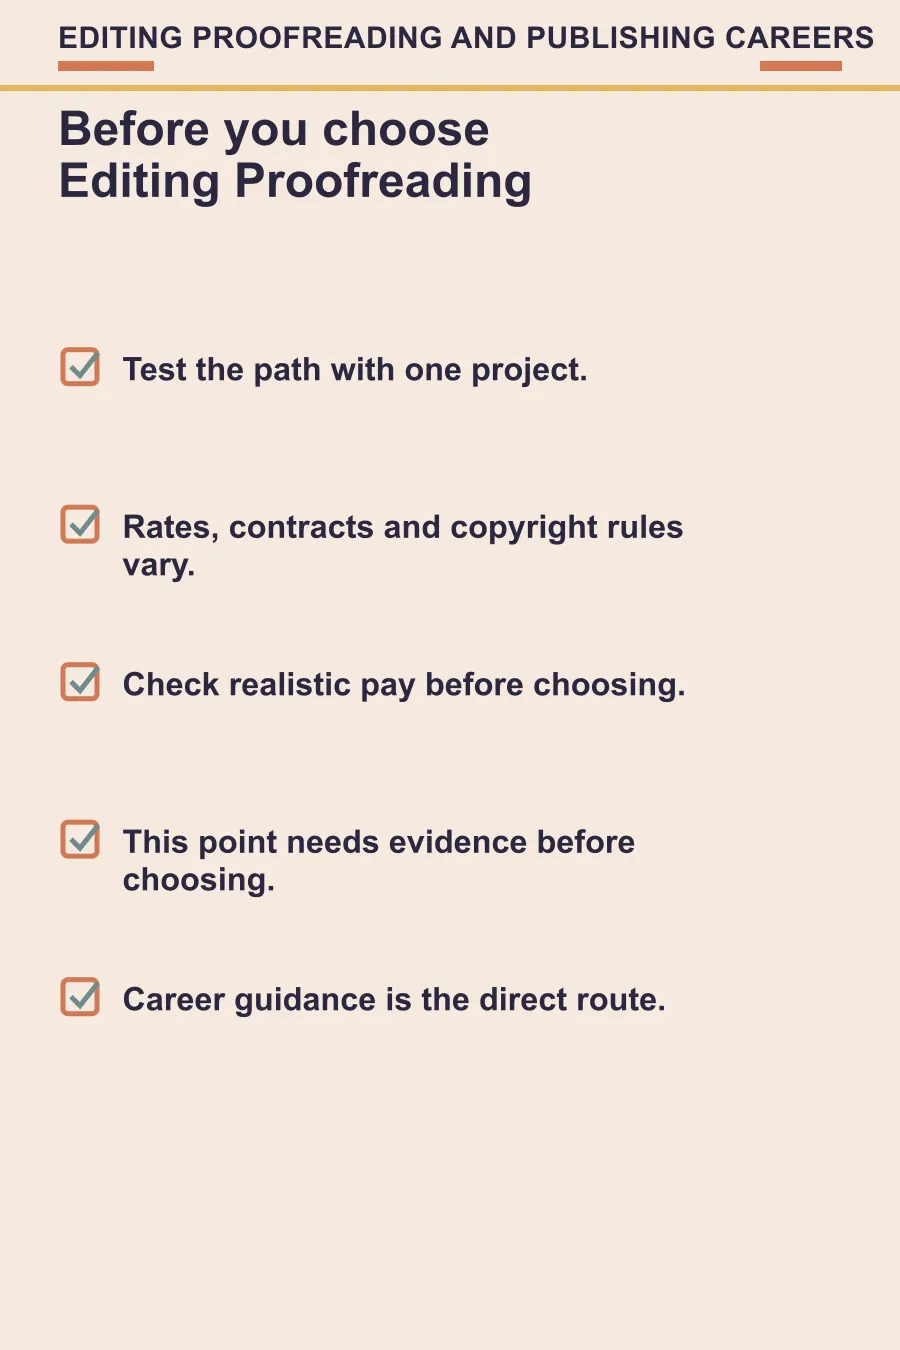 EDITING PROOFREADING AND PUBLISHING CAREERS
Before you choose
Editing Proofreading
Test the path with one project.
Rates, contracts and copyright rules
vary.
Check realistic pay before choosing.
This point needs evidence before
choosing.
Career guidance is the direct route.